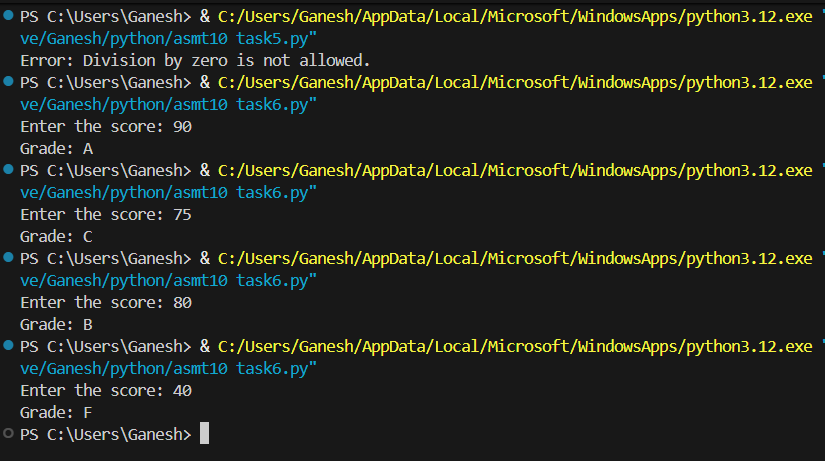 PS C:\Users\Ganesh> & C:/Users/Ganesh/AppData/Local/Microsoft/WindowsApps/python3.12.exe "
ve/Ganesh/python/asmt10 task5.py"
Error: Division by zero is not allowed.
PS C:\Users\Ganesh> & C:/Users/Ganesh/AppData/Local/Microsoft/WindowsApps/python3.12.exe "
ve/Ganesh/python/asmt10 task6.py"
Enter the score: 90
Grade: A
PS C:\Users\Ganesh> & C:/Users/Ganesh/AppData/Local/Microsoft/WindowsApps/python3.12.exe "
ve/Ganesh/python/asmt10 task6.py"
Enter the score: 75
Grade: C
PS C:\Users\Ganesh> & C:/Users/Ganesh/AppData/Local/Microsoft/WindowsApps/python3.12.exe "
ve/Ganesh/python/asmt10 task6.py"
Enter the score: 80
Grade: B
PS C:\Users\Ganesh> & C:/Users/Ganesh/AppData/Local/Microsoft/WindowsApps/python3.12.exe "
ve/Ganesh/python/asmt10 task6.py"
Enter the score: 40
Grade: F
PS C:\Users\Ganesh>